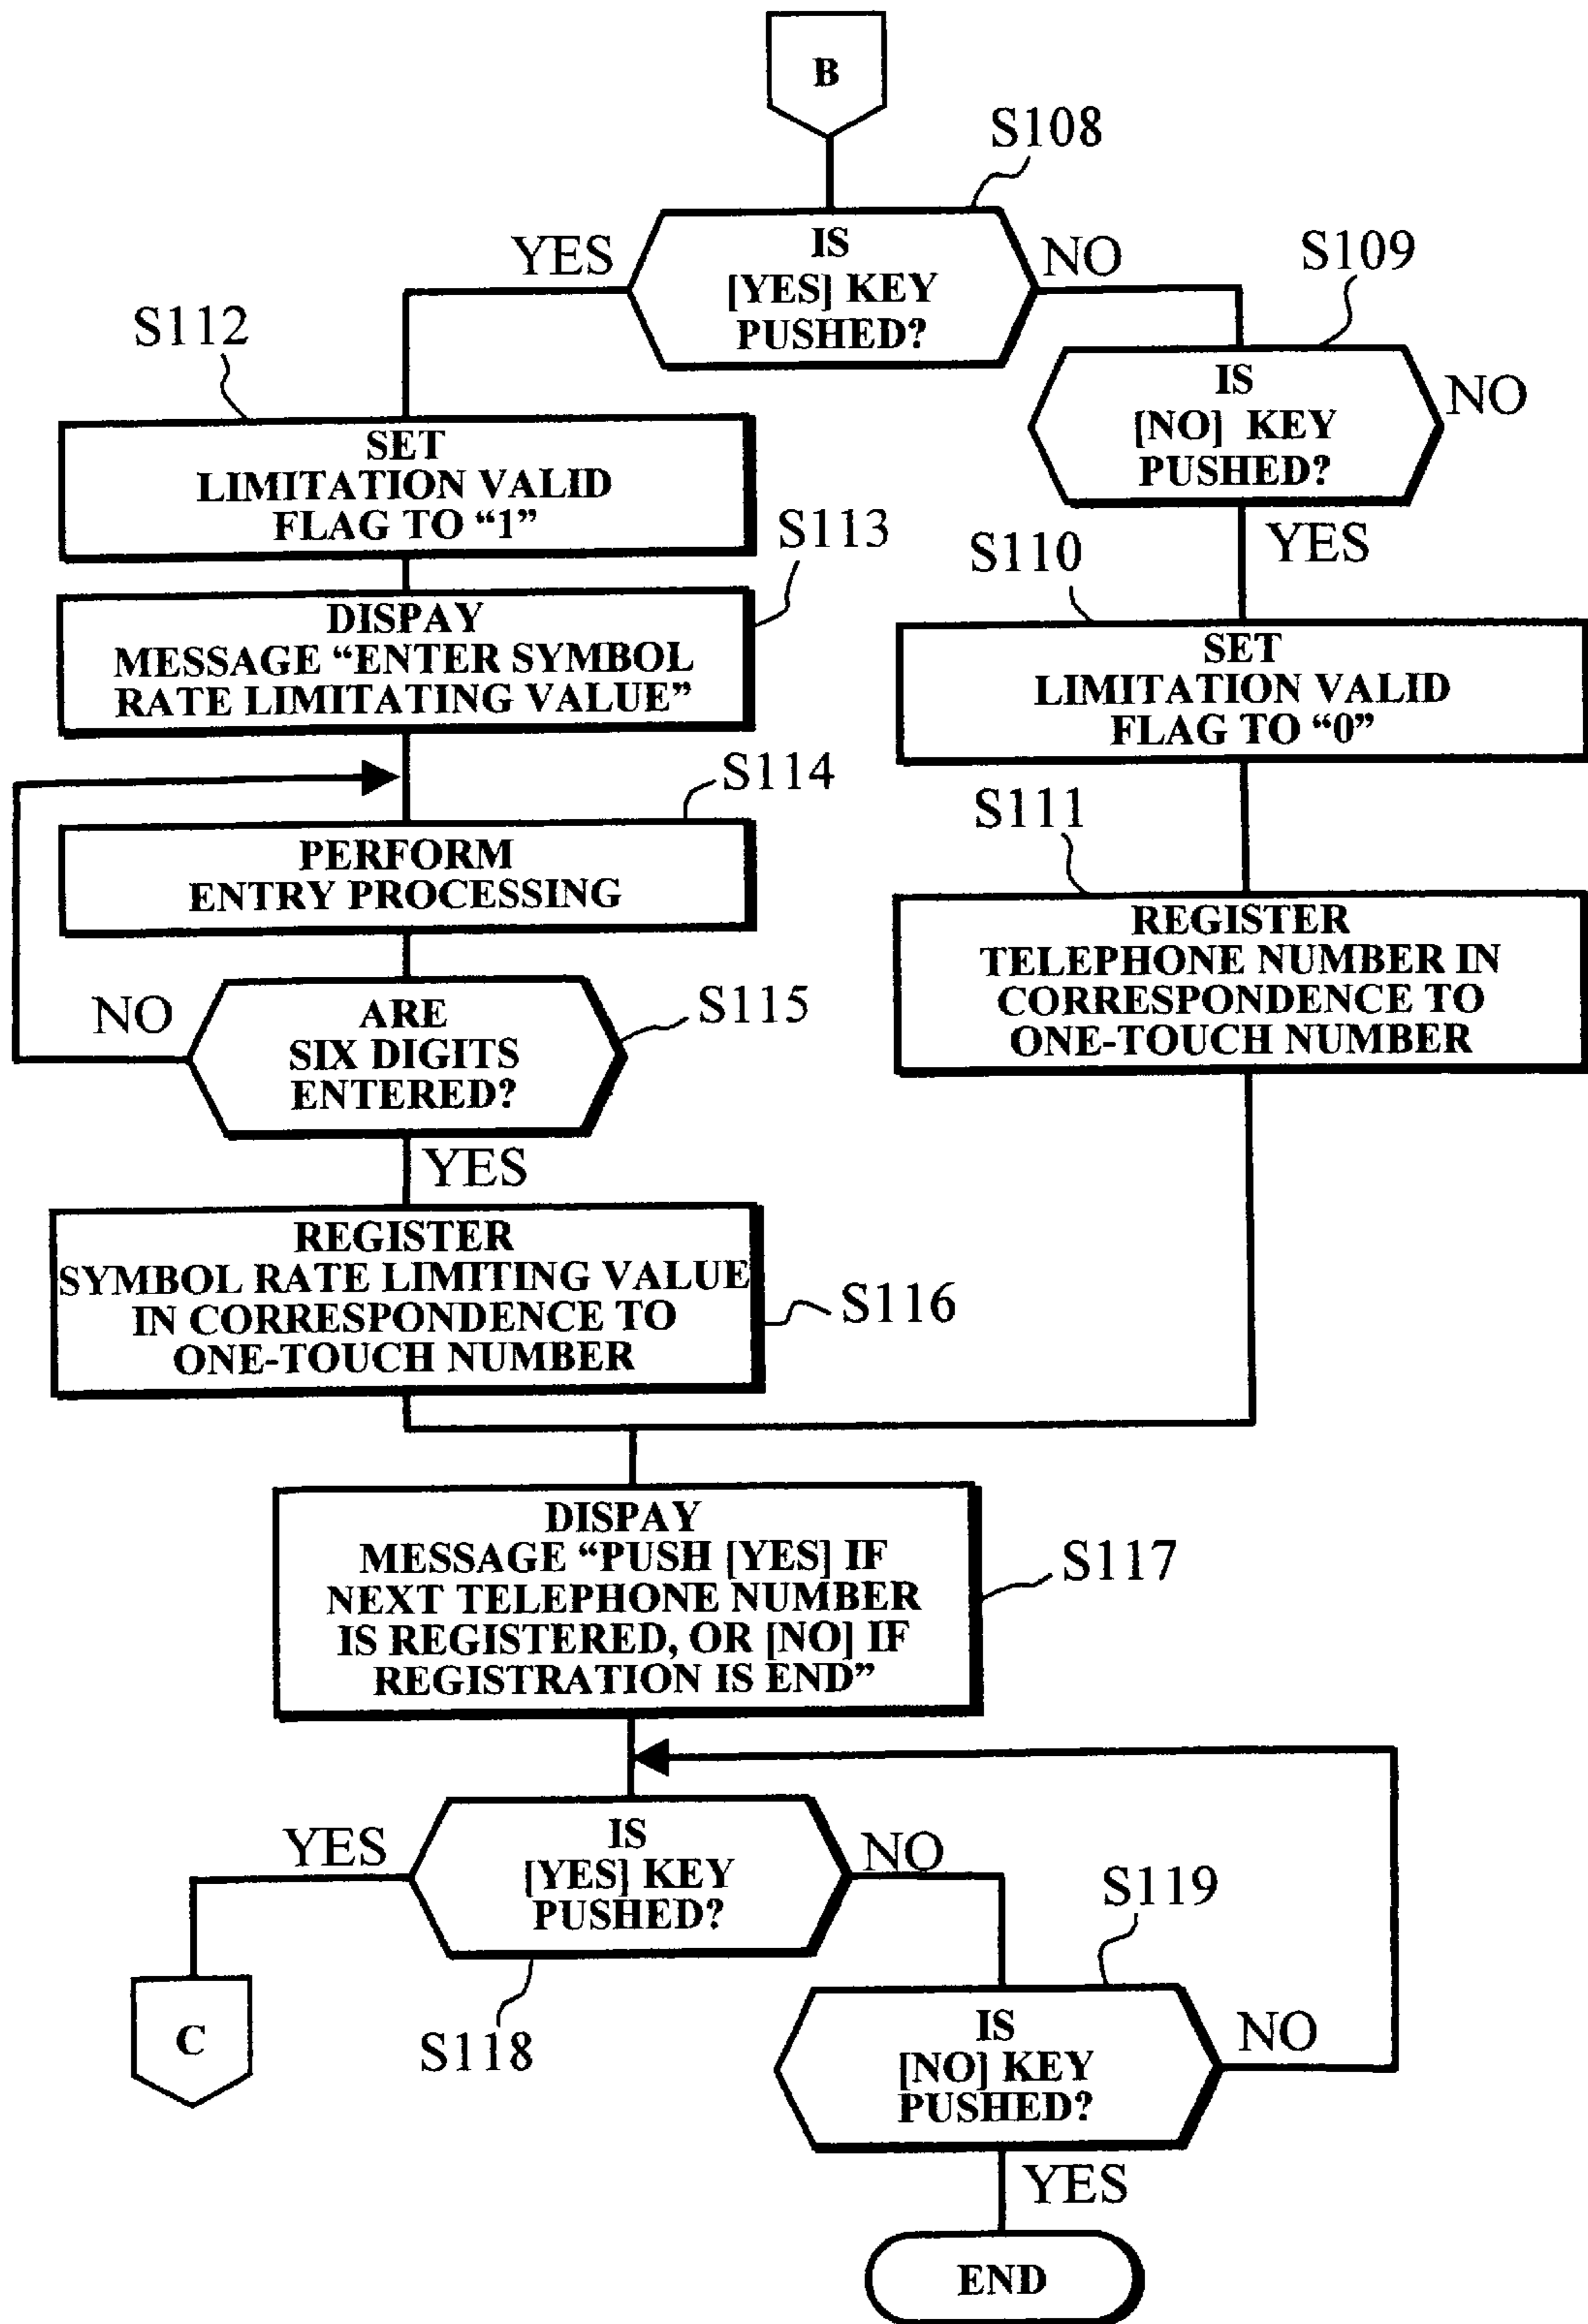 B
S108
IS
[YES] KEY
PUSHED?
YES
NO
S109
IS
[NO] KEY
PUSHED?
NO
YES
S112
SET
LIMITATION VALID
FLAG TO “1”
S113
DISPAY
MESSAGE “ENTER SYMBOL
RATE LIMITATING VALUE”
S110
SET
LIMITATION VALID
FLAG TO “0”
S114
PERFORM
ENTRY PROCESSING
S111
REGISTER
TELEPHONE NUMBER IN
CORRESPONDENCE TO
ONE-TOUCH NUMBER
NO
ARE
SIX DIGITS
ENTERED?
S115
YES
REGISTER
SYMBOL RATE LIMITING VALUE
IN CORRESPONDENCE TO
ONE-TOUCH NUMBER
S116
DISPAY
MESSAGE “PUSH [YES] IF
NEXT TELEPHONE NUMBER
IS REGISTERED, OR [NO] IF
REGISTRATION IS END”
S117
YES
IS
[YES] KEY
PUSHED?
NO
S118
C
S119
IS
[NO] KEY
PUSHED?
NO
YES
END